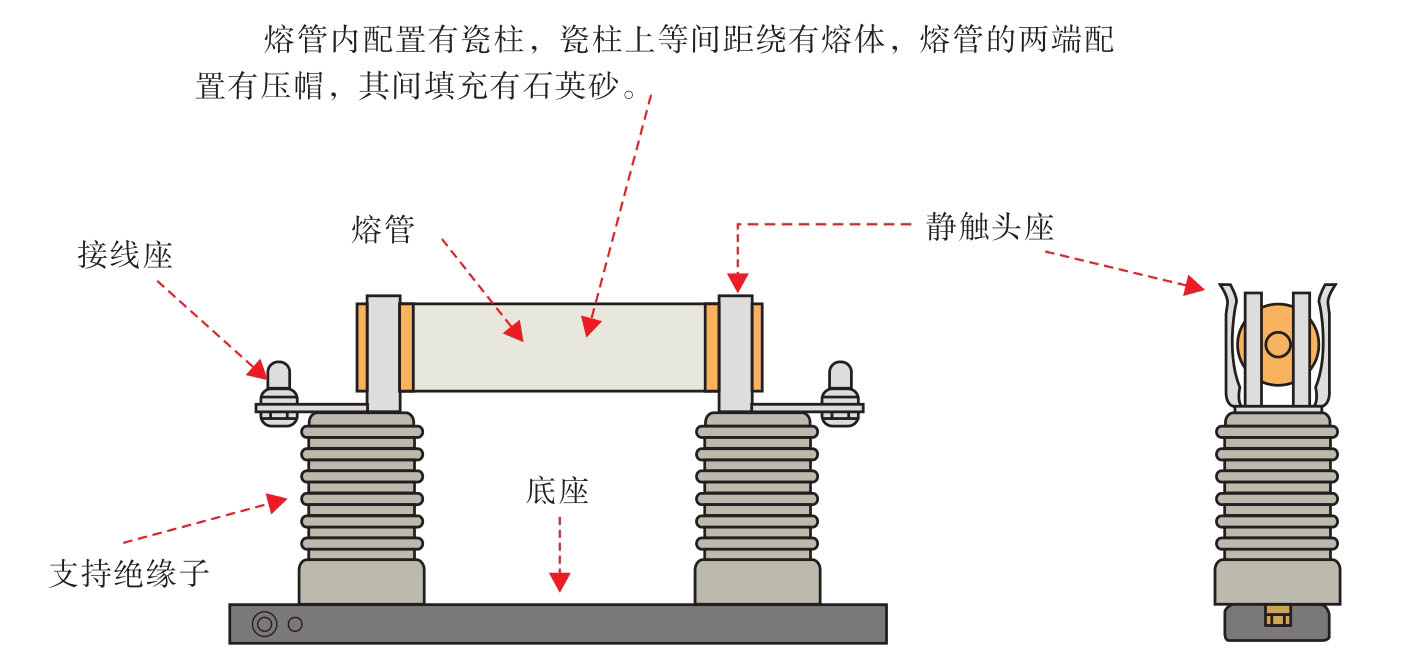 熔管内配置有瓷柱，瓷柱上等间距绕有熔体，熔管的两端配
置有压帽，其间填充有石英砂。
熔管
静触头座
接线座
底座
支持绝缘子